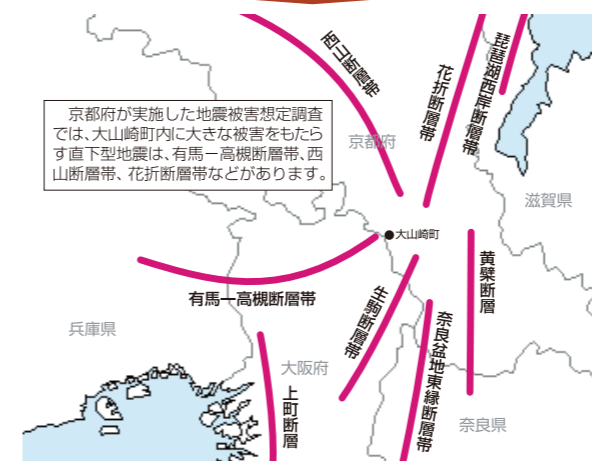 京都府が実施した地震被害想定調査
では、大山崎町内に大きな被害をもたら
す直下型地震は、有馬ー高槻断層帯、西
山断層帯、花折断層帯などがあります。
西山断層帯
花折断層帯
琵琶湖西岸断層帯
京都府
滋賀県
大山崎町
黄檗断層
有馬ー高槻断層帯
生駒断層帯
奈良盆地東縁断層帯
兵庫県
大阪府
上町断層
奈良県